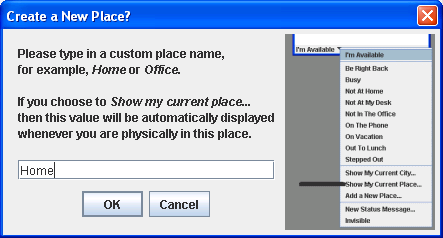 Create a New Place?
Please type in a custom place name,
for example, Home or Office.
If you choose to Show my current place...
then this value will be automatically displayed
whenever you are physically in this place.
Home
OK
Cancel
I'm Available
I'm Available
Be Right Back
Busy
Not At Home
Not At My Desk
Not In The Office
On The Phone
On Vacation
Out To Lunch
Stepped Out
Show My Current City...
Show My Current Place...
Add a New Place...
New Status Message...
Invisible